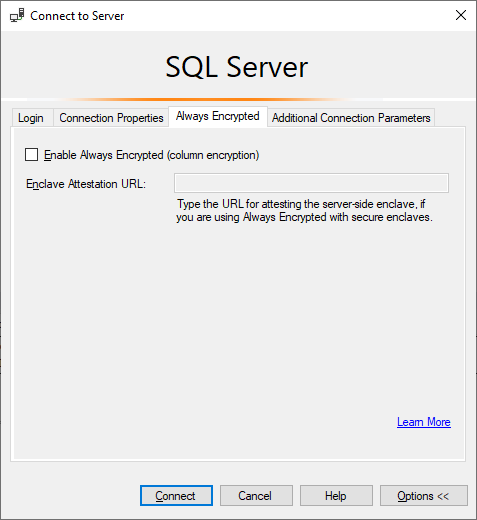 Connect to Server
SQL Server
Login
Connection Properties
Always Encrypted
Additional Connection Parameters
Enable Always Encrypted (column encryption)
Enclave Attestation URL:
Type the URL for attesting the server-side enclave, if
you are using Always Encrypted with secure enclaves.
Learn More
Connect
Cancel
Help
Options <<